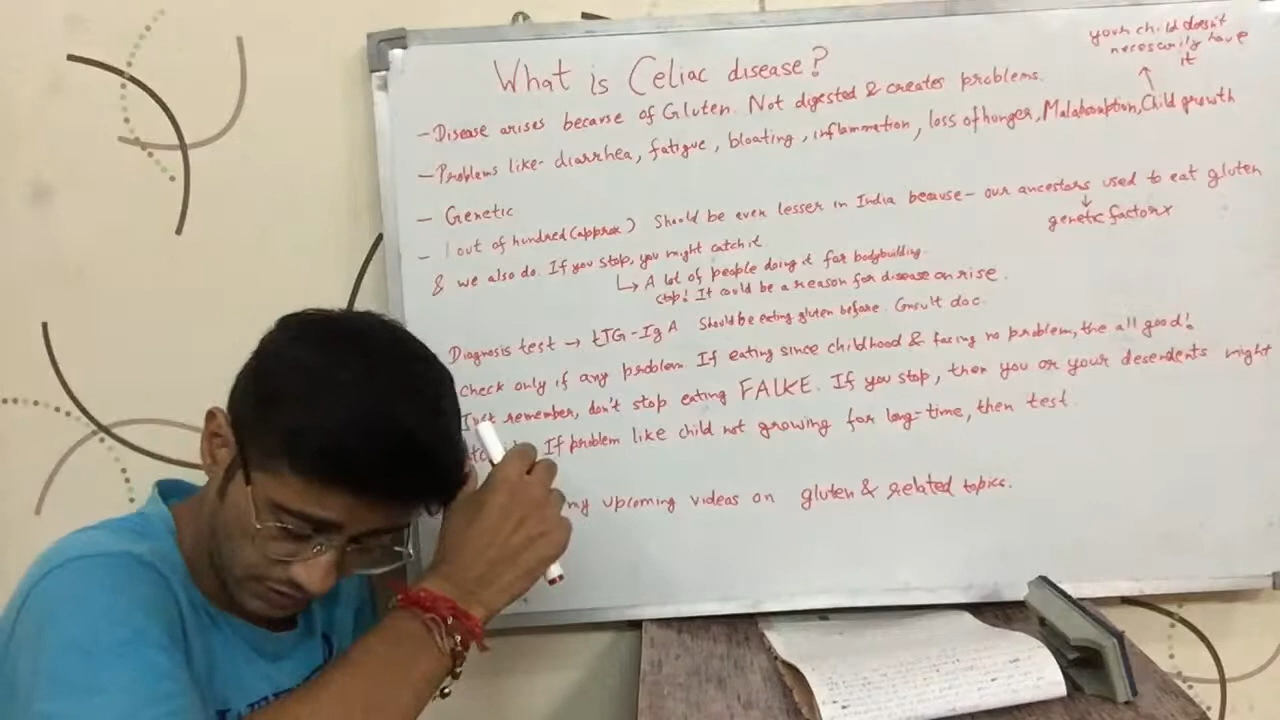 What is Celiac disease?
your child doesn't
necessarily have
it
- Disease arises because of Gluten. Not digested & creates problems.
- Problems like- diarrhea, fatigue, bloating, inflammation, loss of hunger, Malabsorption, Child growth
- Genetic
- 1 out of hundred (approx) Should be even lesser in India because - our ancestors used to eat gluten
genetic factor x
& we also do. If you stop, you might catch it.
↳ A lot of people doing it for bodybuilding.
stop! It could be a reason for disease on rise.
Diagnosis test → tTG-IgA Should be eating gluten before. Consult doc.
check only if any problem. If eating since childhood & facing no problem, the all good!
Just remember, don't stop eating FALKE. If you stop, then you or your desendents might
If problem like child not growing for long-time, then test.
my upcoming videos on gluten & related topics.